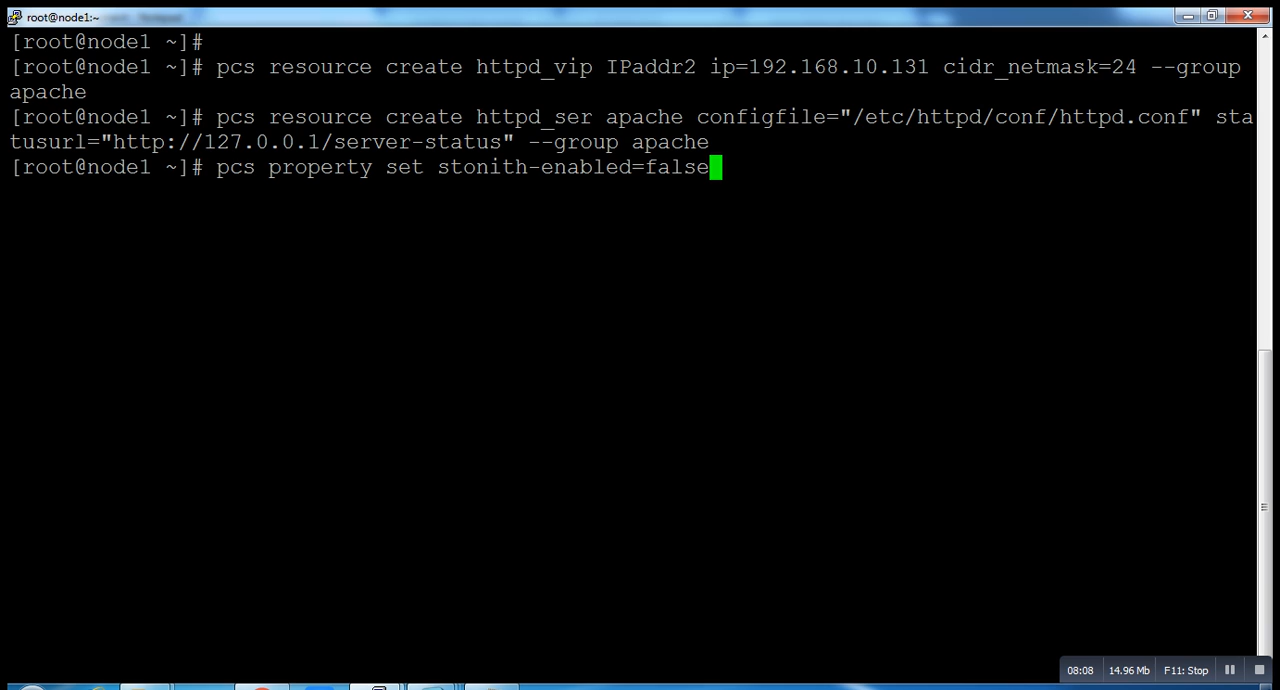 root@node1:~
[root@node1 ~]#
[root@node1 ~]# pcs resource create httpd_vip IPaddr2 ip=192.168.10.131 cidr_netmask=24 --group
apache
[root@node1 ~]# pcs resource create httpd_ser apache configfile="/etc/httpd/conf/httpd.conf" sta
tusurl="http://127.0.0.1/server-status" --group apache
[root@node1 ~]# pcs property set stonith-enabled=false
08:08 14.96 Mb F11: Stop